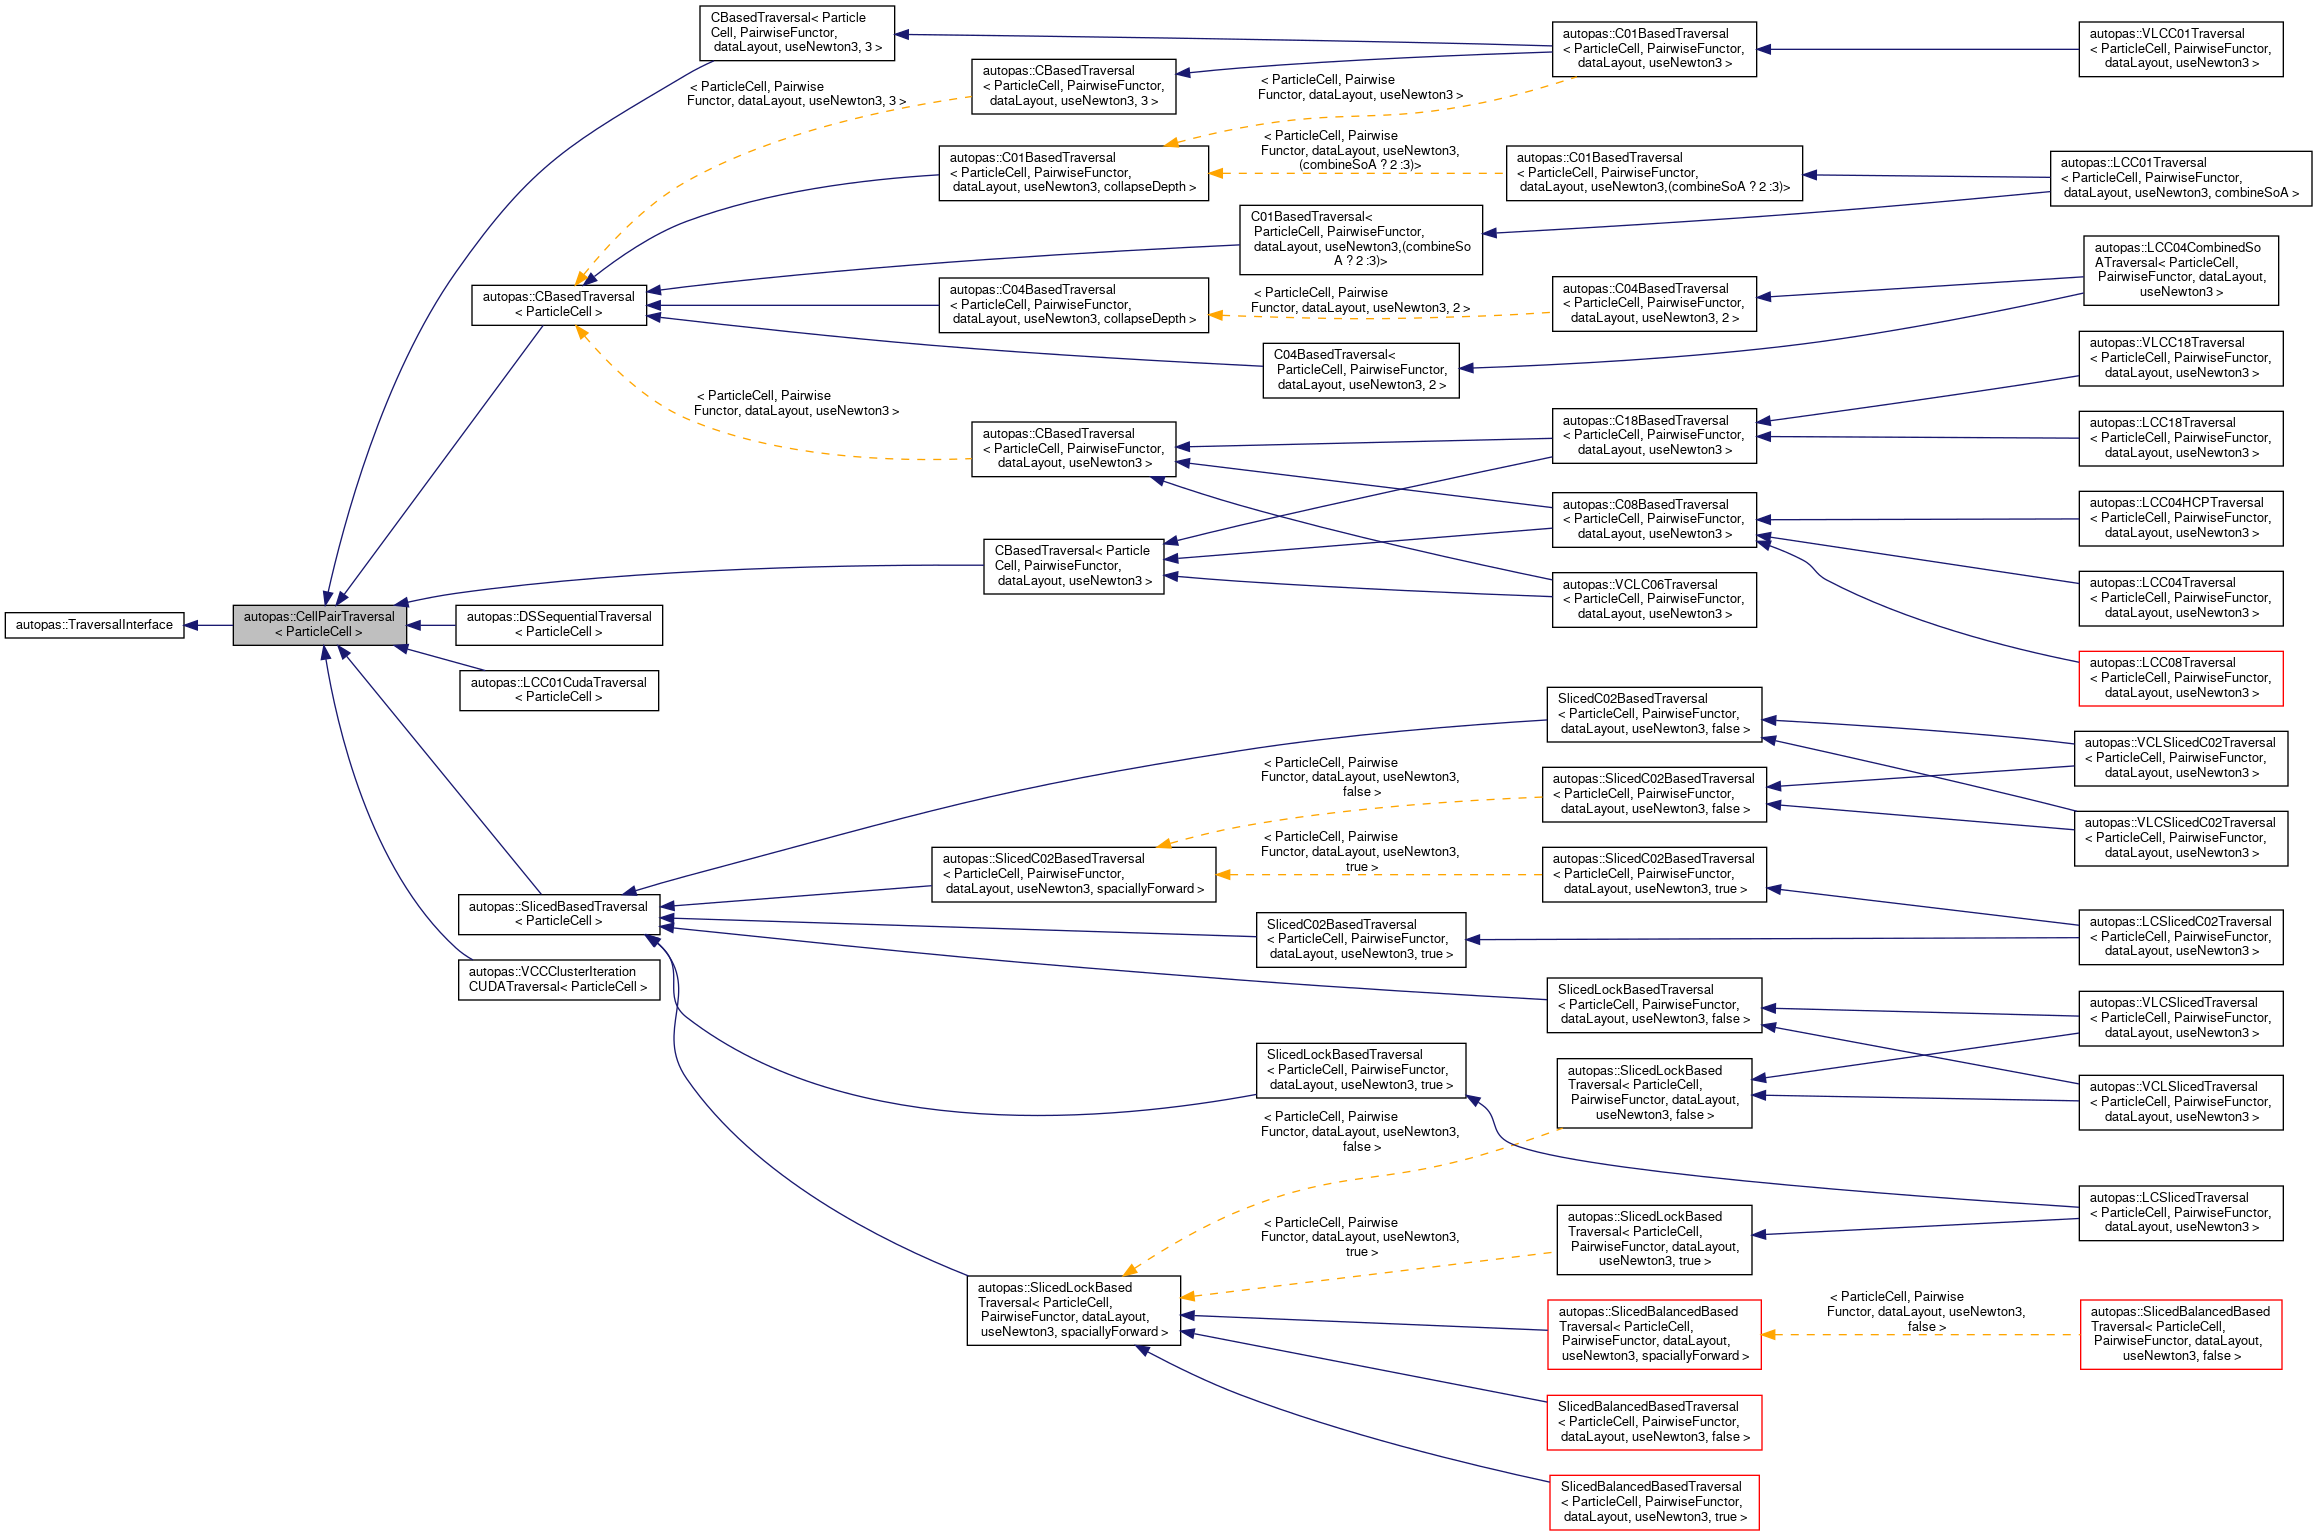 autopas::TraversalInterface
autopas::CellPairTraversal
< ParticleCell >
CBasedTraversal< Particle
Cell, PairwiseFunctor,
dataLayout, useNewton3, 3 >
autopas::CBasedTraversal
< ParticleCell >
autopas::DSSequentialTraversal
< ParticleCell >
autopas::LCC01CudaTraversal
< ParticleCell >
autopas::SlicedBasedTraversal
< ParticleCell >
autopas::VCCClusterIteration
CUDATraversal< ParticleCell >
< ParticleCell, Pairwise
Functor, dataLayout, useNewton3, 3 >
< ParticleCell, Pairwise
Functor, dataLayout, useNewton3 >
autopas::CBasedTraversal
< ParticleCell, PairwiseFunctor,
dataLayout, useNewton3, 3 >
autopas::C01BasedTraversal
< ParticleCell, PairwiseFunctor,
dataLayout, useNewton3, collapseDepth >
C01BasedTraversal<
ParticleCell, PairwiseFunctor,
dataLayout, useNewton3,(combineSo
A ? 2 :3)>
autopas::C04BasedTraversal
< ParticleCell, PairwiseFunctor,
dataLayout, useNewton3, collapseDepth >
C04BasedTraversal<
ParticleCell, PairwiseFunctor,
dataLayout, useNewton3, 2 >
autopas::CBasedTraversal
< ParticleCell, PairwiseFunctor,
dataLayout, useNewton3 >
CBasedTraversal< Particle
Cell, PairwiseFunctor,
dataLayout, useNewton3 >
autopas::SlicedC02BasedTraversal
< ParticleCell, PairwiseFunctor,
dataLayout, useNewton3, spaciallyForward >
SlicedC02BasedTraversal
< ParticleCell, PairwiseFunctor,
dataLayout, useNewton3, true >
SlicedLockBasedTraversal
< ParticleCell, PairwiseFunctor,
dataLayout, useNewton3, true >
autopas::SlicedLockBased
Traversal< ParticleCell,
PairwiseFunctor, dataLayout,
useNewton3, spaciallyForward >
< ParticleCell, Pairwise
Functor, dataLayout, useNewton3 >
< ParticleCell, Pairwise
Functor, dataLayout, useNewton3,
(combineSoA ? 2 :3)>
< ParticleCell, Pairwise
Functor, dataLayout, useNewton3, 2 >
< ParticleCell, Pairwise
Functor, dataLayout, useNewton3,
false >
< ParticleCell, Pairwise
Functor, dataLayout, useNewton3,
true >
< ParticleCell, Pairwise
Functor, dataLayout, useNewton3,
false >
< ParticleCell, Pairwise
Functor, dataLayout, useNewton3,
true >
autopas::C01BasedTraversal
< ParticleCell, PairwiseFunctor,
dataLayout, useNewton3 >
autopas::C01BasedTraversal
< ParticleCell, PairwiseFunctor,
dataLayout, useNewton3,(combineSoA ? 2 :3)>
autopas::C04BasedTraversal
< ParticleCell, PairwiseFunctor,
dataLayout, useNewton3, 2 >
autopas::C18BasedTraversal
< ParticleCell, PairwiseFunctor,
dataLayout, useNewton3 >
autopas::C08BasedTraversal
< ParticleCell, PairwiseFunctor,
dataLayout, useNewton3 >
autopas::VCLC06Traversal
< ParticleCell, PairwiseFunctor,
dataLayout, useNewton3 >
SlicedC02BasedTraversal
< ParticleCell, PairwiseFunctor,
dataLayout, useNewton3, false >
autopas::SlicedC02BasedTraversal
< ParticleCell, PairwiseFunctor,
dataLayout, useNewton3, false >
autopas::SlicedC02BasedTraversal
< ParticleCell, PairwiseFunctor,
dataLayout, useNewton3, true >
SlicedLockBasedTraversal
< ParticleCell, PairwiseFunctor,
dataLayout, useNewton3, false >
autopas::SlicedLockBased
Traversal< ParticleCell,
PairwiseFunctor, dataLayout,
useNewton3, false >
autopas::SlicedLockBased
Traversal< ParticleCell,
PairwiseFunctor, dataLayout,
useNewton3, true >
autopas::SlicedBalancedBased
Traversal< ParticleCell,
PairwiseFunctor, dataLayout,
useNewton3, spaciallyForward >
SlicedBalancedBasedTraversal
< ParticleCell, PairwiseFunctor,
dataLayout, useNewton3, false >
SlicedBalancedBasedTraversal
< ParticleCell, PairwiseFunctor,
dataLayout, useNewton3, true >
< ParticleCell, Pairwise
Functor, dataLayout, useNewton3,
false >
autopas::VLCC01Traversal
< ParticleCell, PairwiseFunctor,
dataLayout, useNewton3 >
autopas::LCC01Traversal
< ParticleCell, PairwiseFunctor,
dataLayout, useNewton3, combineSoA >
autopas::LCC04CombinedSo
ATraversal< ParticleCell,
PairwiseFunctor, dataLayout,
useNewton3 >
autopas::VLCC18Traversal
< ParticleCell, PairwiseFunctor,
dataLayout, useNewton3 >
autopas::LCC18Traversal
< ParticleCell, PairwiseFunctor,
dataLayout, useNewton3 >
autopas::LCC04HCPTraversal
< ParticleCell, PairwiseFunctor,
dataLayout, useNewton3 >
autopas::LCC04Traversal
< ParticleCell, PairwiseFunctor,
dataLayout, useNewton3 >
autopas::LCC08Traversal
< ParticleCell, PairwiseFunctor,
dataLayout, useNewton3 >
autopas::VCLSlicedC02Traversal
< ParticleCell, PairwiseFunctor,
dataLayout, useNewton3 >
autopas::VLCSlicedC02Traversal
< ParticleCell, PairwiseFunctor,
dataLayout, useNewton3 >
autopas::LCSlicedC02Traversal
< ParticleCell, PairwiseFunctor,
dataLayout, useNewton3 >
autopas::VLCSlicedTraversal
< ParticleCell, PairwiseFunctor,
dataLayout, useNewton3 >
autopas::VCLSlicedTraversal
< ParticleCell, PairwiseFunctor,
dataLayout, useNewton3 >
autopas::LCSlicedTraversal
< ParticleCell, PairwiseFunctor,
dataLayout, useNewton3 >
autopas::SlicedBalancedBased
Traversal< ParticleCell,
PairwiseFunctor, dataLayout,
useNewton3, false >